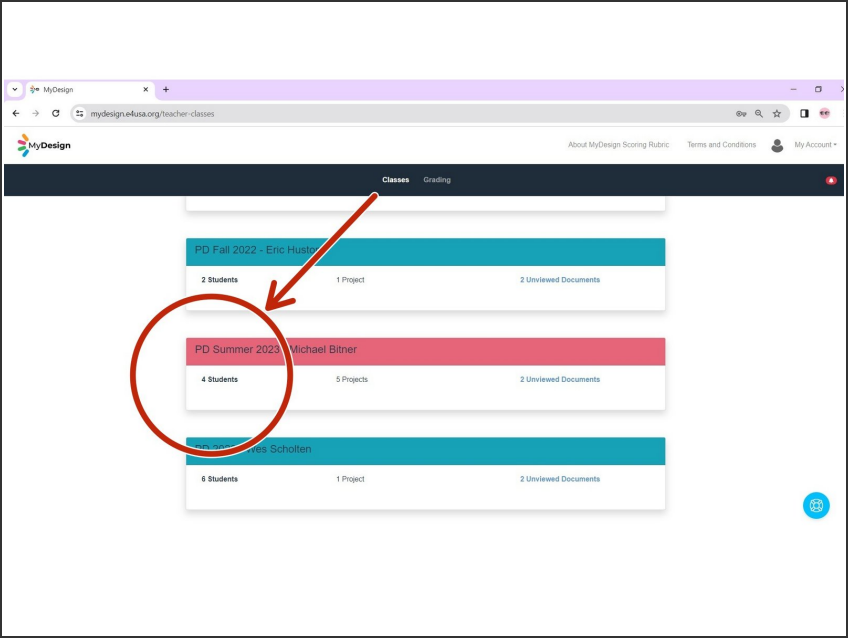 MyDesign
mydesign.e4usa.org/teacher-classes
MyDesign
About MyDesign Scoring Rubric Terms and Conditions My Account
Classes Grading
PD Fall 2022 - Eric Huston
2 Students 1 Project 2 Unviewed Documents
PD Summer 2023 Michael Bitner
4 Students 5 Projects 2 Unviewed Documents
PD Scholten
6 Students 1 Project 2 Unviewed Documents